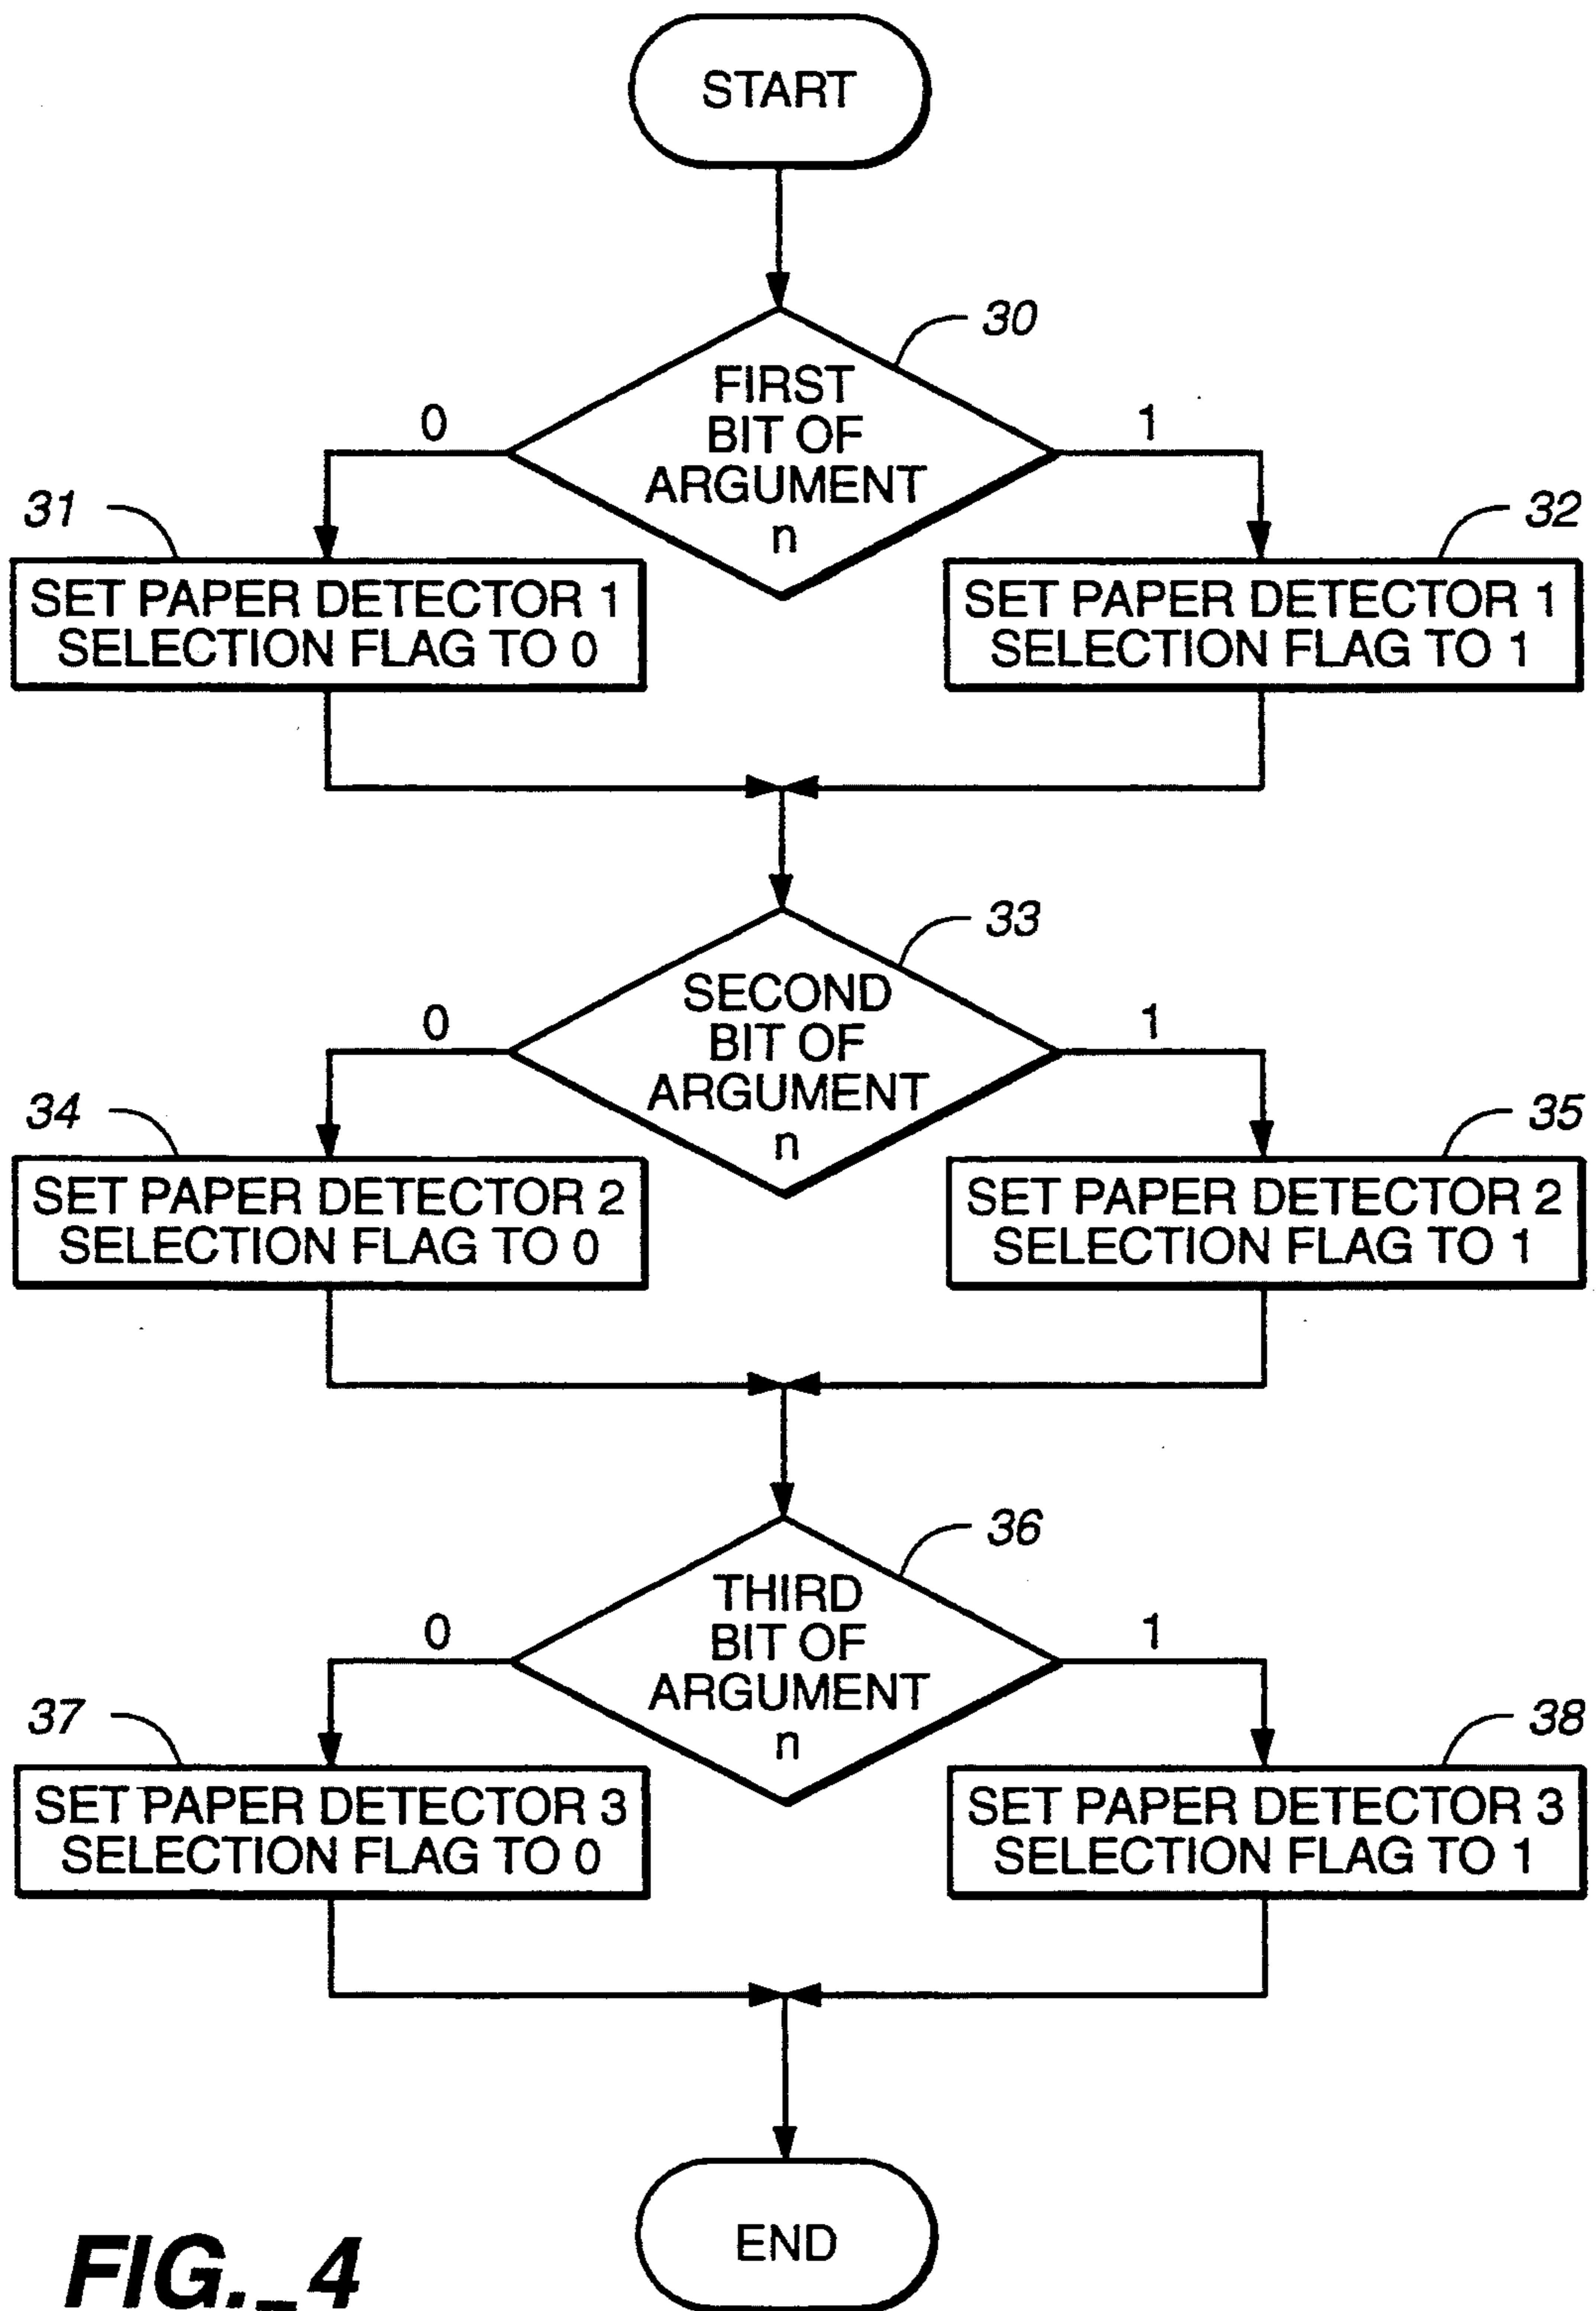 START
30
FIRST
BIT OF
ARGUMENT
n
0
1
31
32
SET PAPER DETECTOR 1
SELECTION FLAG TO 0
SET PAPER DETECTOR 1
SELECTION FLAG TO 1
33
SECOND
BIT OF
ARGUMENT
n
0
1
34
35
SET PAPER DETECTOR 2
SELECTION FLAG TO 0
SET PAPER DETECTOR 2
SELECTION FLAG TO 1
36
THIRD
BIT OF
ARGUMENT
n
0
1
37
38
SET PAPER DETECTOR 3
SELECTION FLAG TO 0
SET PAPER DETECTOR 3
SELECTION FLAG TO 1
END
FIG._4